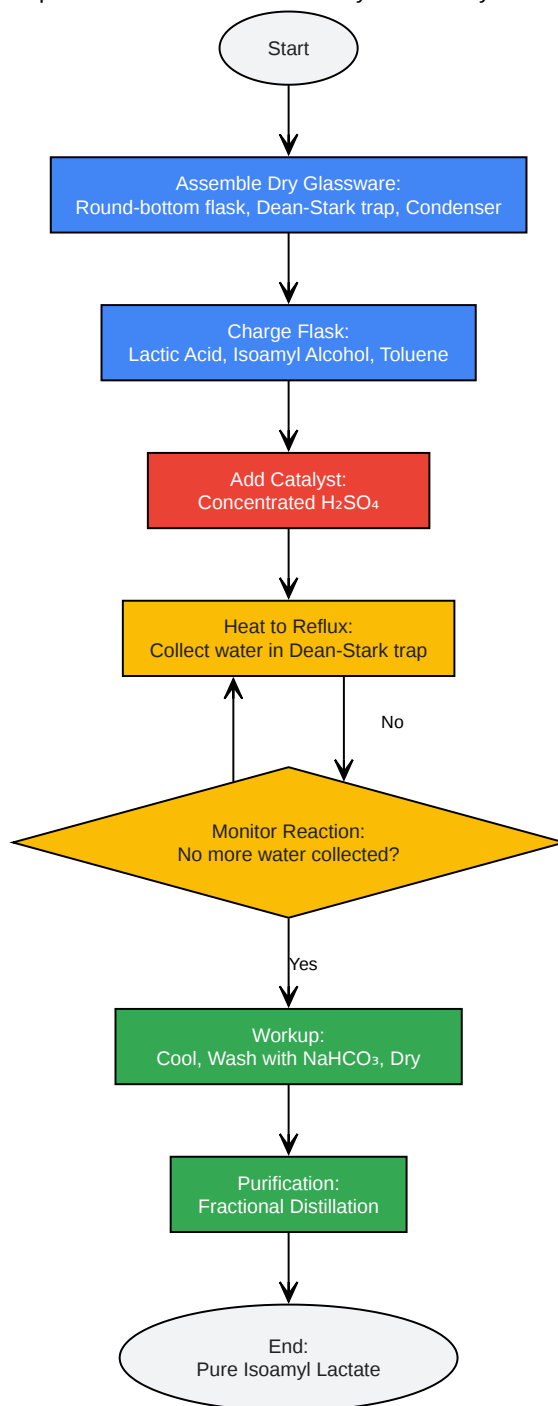 Start
Assemble Dry Glassware:
Round-bottom flask, Dean-Stark trap, Condenser
Charge Flask:
Lactic Acid, Isoamyl Alcohol, Toluene
Add Catalyst:
Concentrated H₂SO₄
Heat to Reflux:
Collect water in Dean-Stark trap
No
Monitor Reaction:
No more water collected?
Yes
Workup:
Cool, Wash with NaHCO₃, Dry
Purification:
Fractional Distillation
End:
Pure Isoamyl Lactate